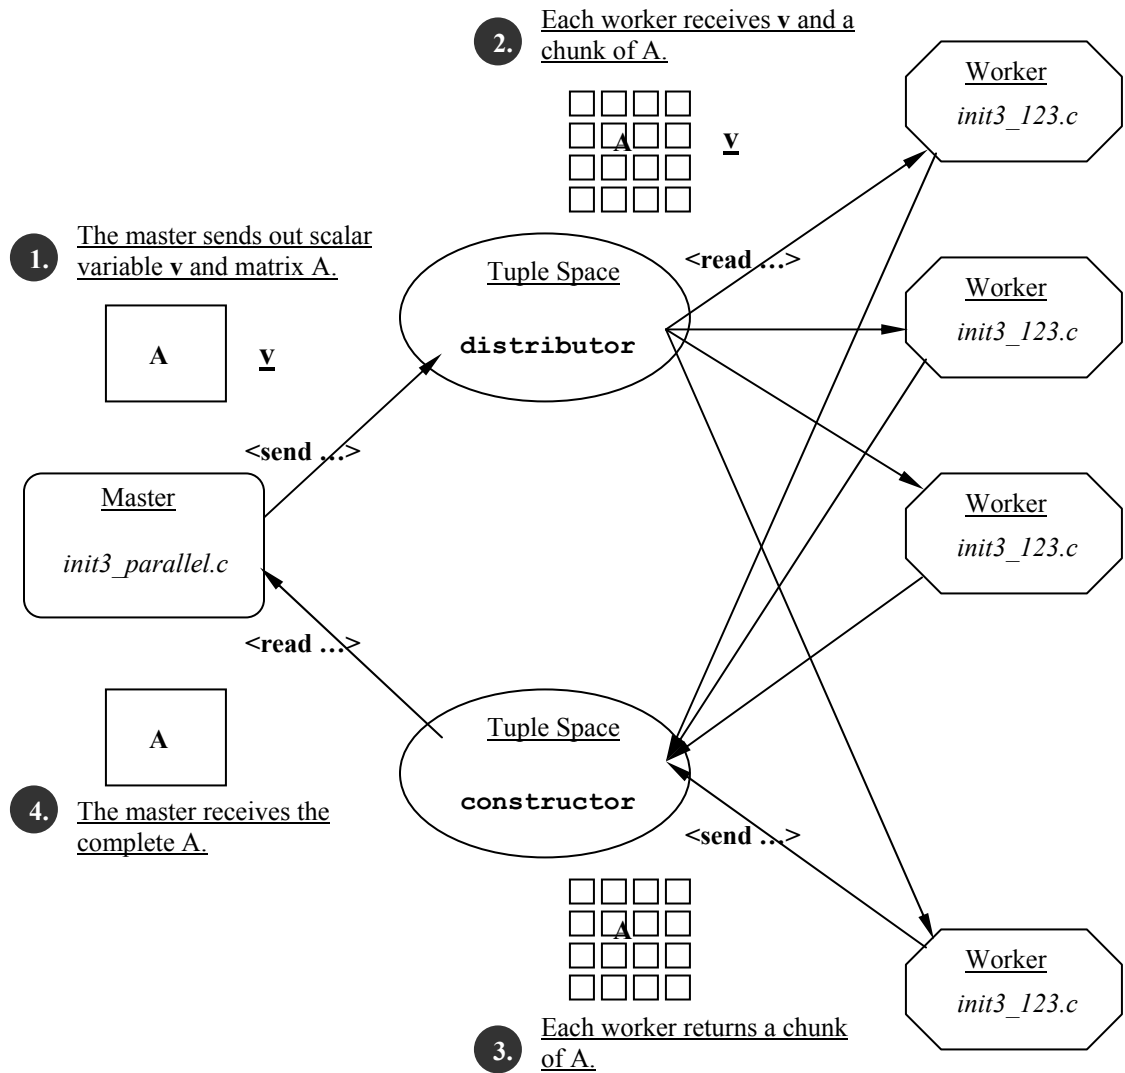 2.
Each worker receives v and a
chunk of A.
A
v
Worker
init3_123.c
1.
The master sends out scalar
variable v and matrix A.
A
v
Tuple Space
distributor
<read …>
Worker
init3_123.c
<send …>
Master
init3_parallel.c
Worker
init3_123.c
<read …>
A
4.
The master receives the
complete A.
Tuple Space
constructor
<send …>
A
3.
Each worker returns a chunk
of A.
Worker
init3_123.c